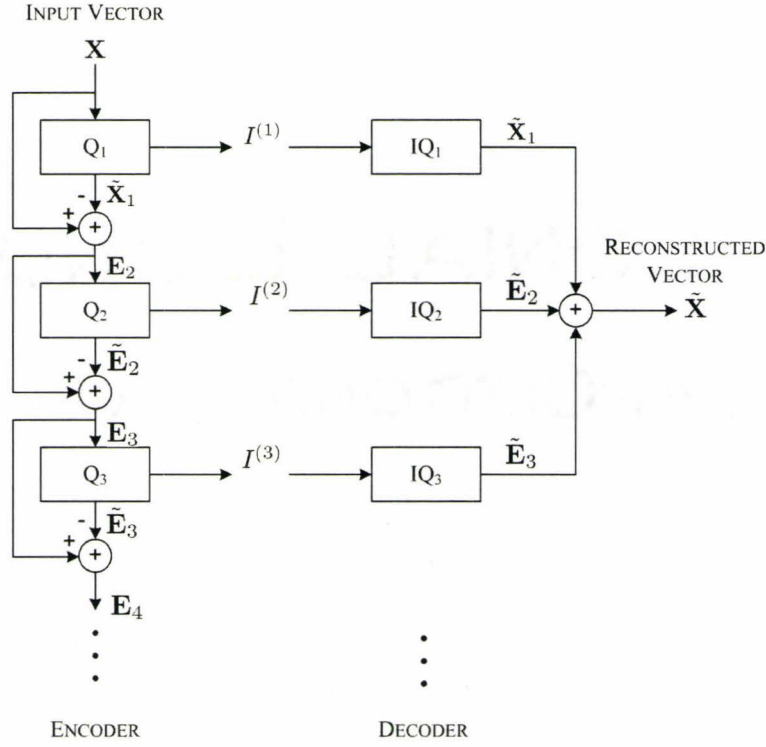 INPUT VECTOR
X
Q₁ I⁽¹⁾ IQ₁ X̃₁
- X̃₁
+ +
E₂
RECONSTRUCTED
VECTOR
Q₂ I⁽²⁾ IQ₂ Ẽ₂ + X̃
- Ẽ₂
+ +
E₃
Q₃ I⁽³⁾ IQ₃ Ẽ₃
- Ẽ₃
+ +
E₄
ENCODER DECODER